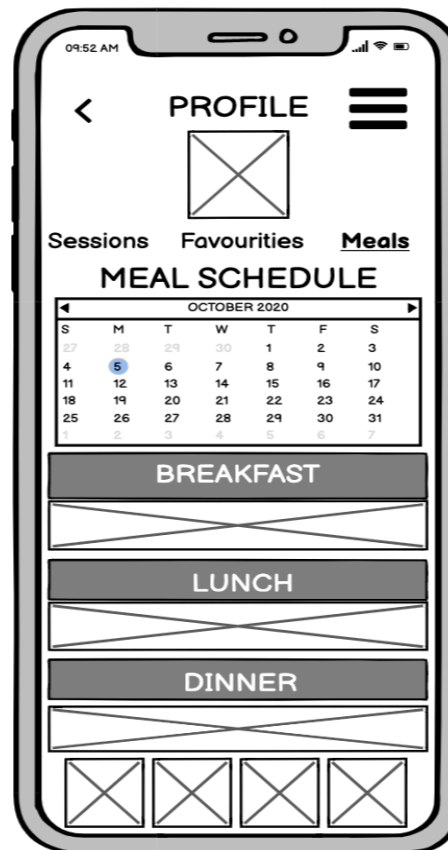 09:52 AM
PROFILE
Sessions Favourities Meals
MEAL SCHEDULE
OCTOBER 2020
S M T W T F S
27 28 29 30 1 2 3
4 5 6 7 8 9 10
11 12 13 14 15 16 17
18 19 20 21 22 23 24
25 26 27 28 29 30 31
1 2 3 4 5 6 7
BREAKFAST
LUNCH
DINNER